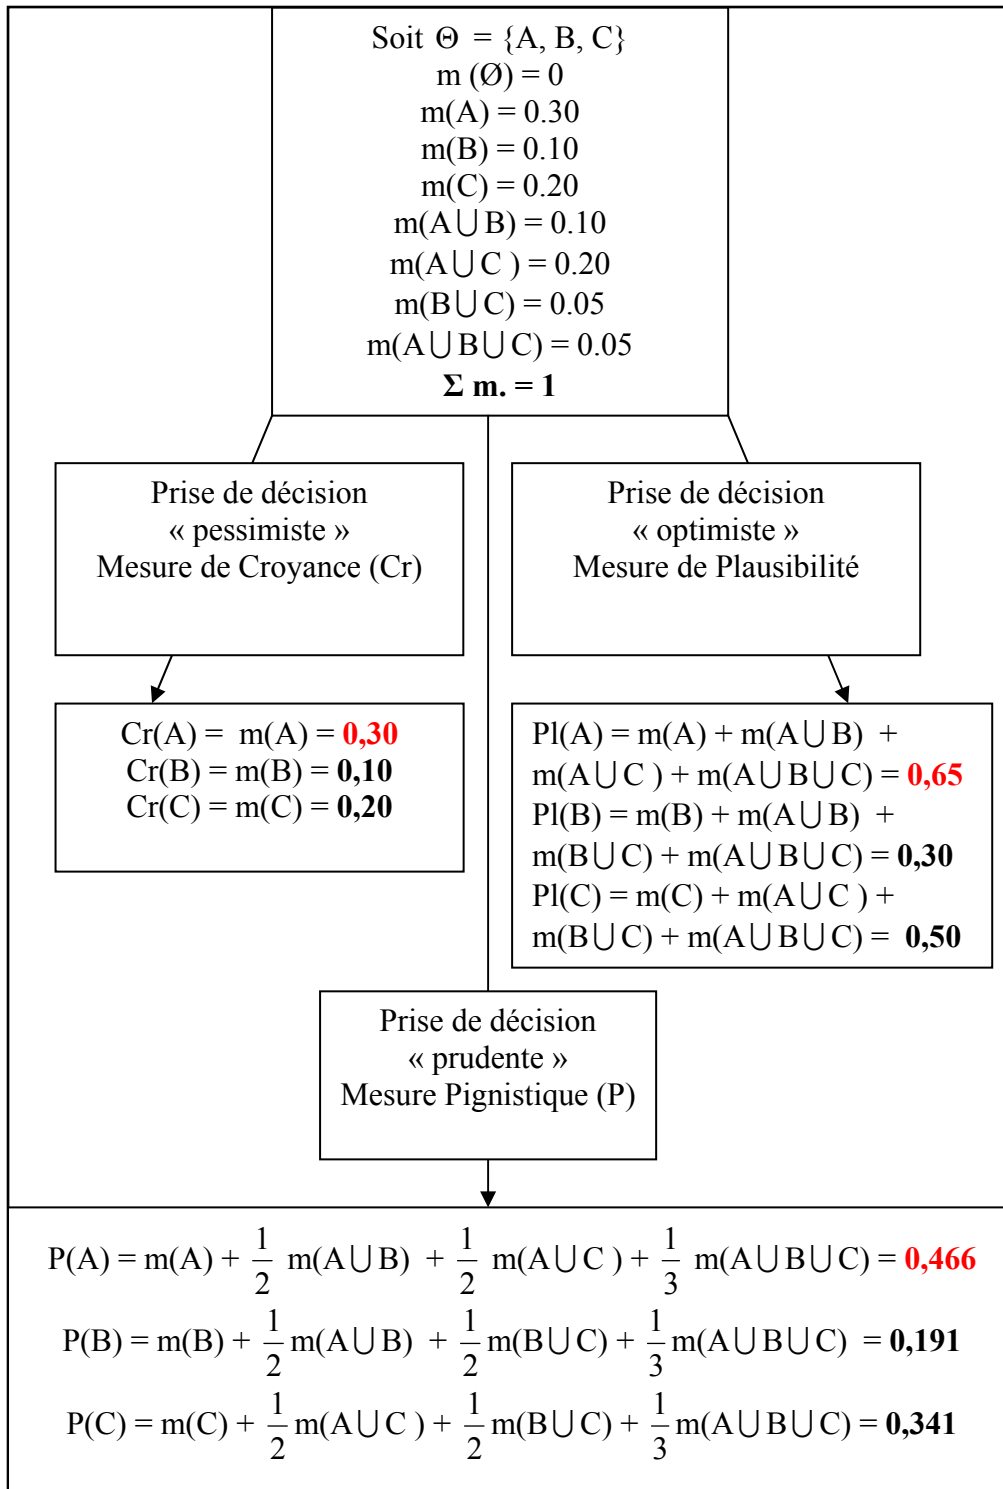 Soit Θ = {A, B, C}
m (Ø) = 0
m(A) = 0.30
m(B) = 0.10
m(C) = 0.20
m(A⋃B) = 0.10
m(A⋃C ) = 0.20
m(B⋃C) = 0.05
m(A⋃B⋃C) = 0.05
Σ m. = 1
Prise de décision
« pessimiste »
Mesure de Croyance (Cr)
Prise de décision
« optimiste »
Mesure de Plausibilité
Cr(A) = m(A) = 0,30
Cr(B) = m(B) = 0,10
Cr(C) = m(C) = 0,20
Pl(A) = m(A) + m(A⋃B) +
m(A⋃C ) + m(A⋃B⋃C) = 0,65
Pl(B) = m(B) + m(A⋃B) +
m(B⋃C) + m(A⋃B⋃C) = 0,30
Pl(C) = m(C) + m(A⋃C ) +
m(B⋃C) + m(A⋃B⋃C) = 0,50
Prise de décision
« prudente »
Mesure Pignistique (P)
P(A) = m(A) + 1/2 m(A⋃B) + 1/2 m(A⋃C ) + 1/3 m(A⋃B⋃C) = 0,466
P(B) = m(B) + 1/2 m(A⋃B) + 1/2 m(B⋃C) + 1/3 m(A⋃B⋃C) = 0,191
P(C) = m(C) + 1/2 m(A⋃C ) + 1/2 m(B⋃C) + 1/3 m(A⋃B⋃C) = 0,341